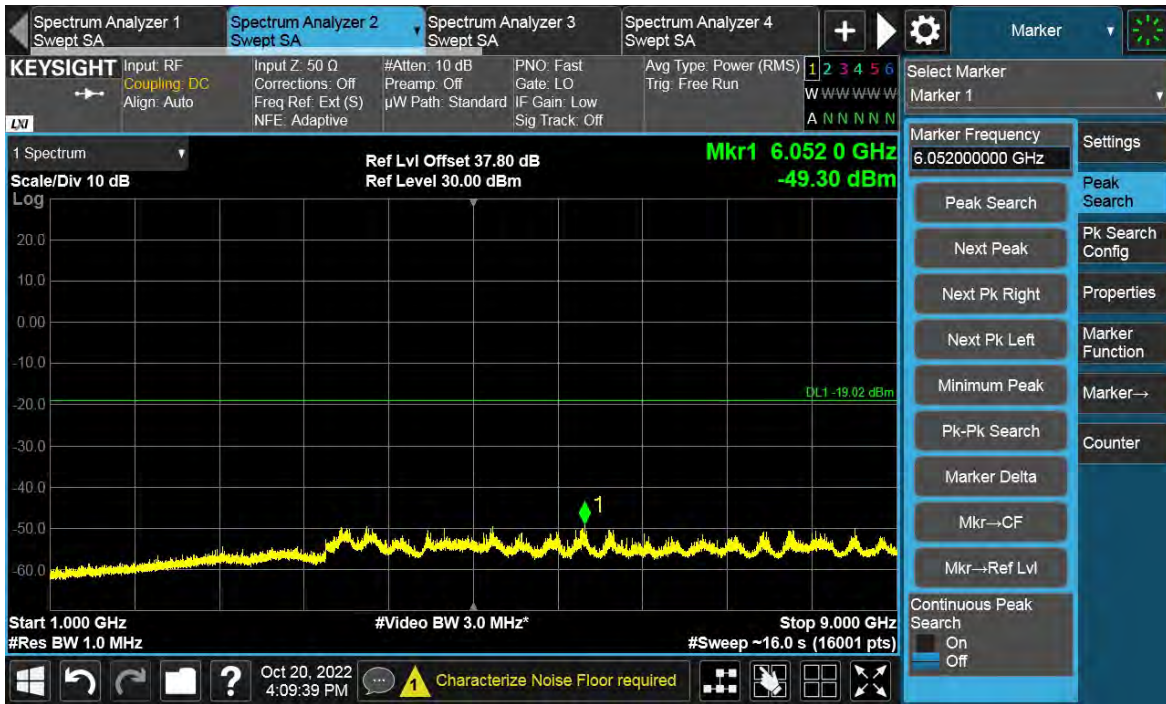 Spectrum Analyzer 1
Swept SA
Spectrum Analyzer 2
Swept SA
Spectrum Analyzer 3
Swept SA
Spectrum Analyzer 4
Swept SA
+
Marker
KEYSIGHT
LXI
Input: RF
Coupling: DC
Align: Auto
Input Z: 50 Ω
Corrections: Off
Freq Ref: Ext (S)
NFE: Adaptive
#Atten: 10 dB
Preamp: Off
µW Path: Standard
PNO: Fast
Gate: LO
IF Gain: Low
Sig Track: Off
Avg Type: Power (RMS)
Trig: Free Run
1 2 3 4 5 6
W W W W W W
A N N N N N
Select Marker
Marker 1
1 Spectrum
Scale/Div 10 dB
Log
Ref Lvl Offset 37.80 dB
Ref Level 30.00 dBm
Mkr1 6.052 0 GHz
-49.30 dBm
20.0
10.0
0.00
-10.0
-20.0
-30.0
-40.0
-50.0
-60.0
DL1 -19.02 dBm
1
Start 1.000 GHz
#Res BW 1.0 MHz
#Video BW 3.0 MHz*
Stop 9.000 GHz
#Sweep ~16.0 s (16001 pts)
Marker Frequency
6.052000000 GHz
Peak Search
Next Peak
Next Pk Right
Next Pk Left
Minimum Peak
Pk-Pk Search
Marker Delta
Mkr→CF
Mkr→Ref Lvl
Continuous Peak
Search
On
Off
Settings
Peak
Search
Pk Search
Config
Properties
Marker
Function
Marker→
Counter
?
Oct 20, 2022
4:09:39 PM
1
Characterize Noise Floor required